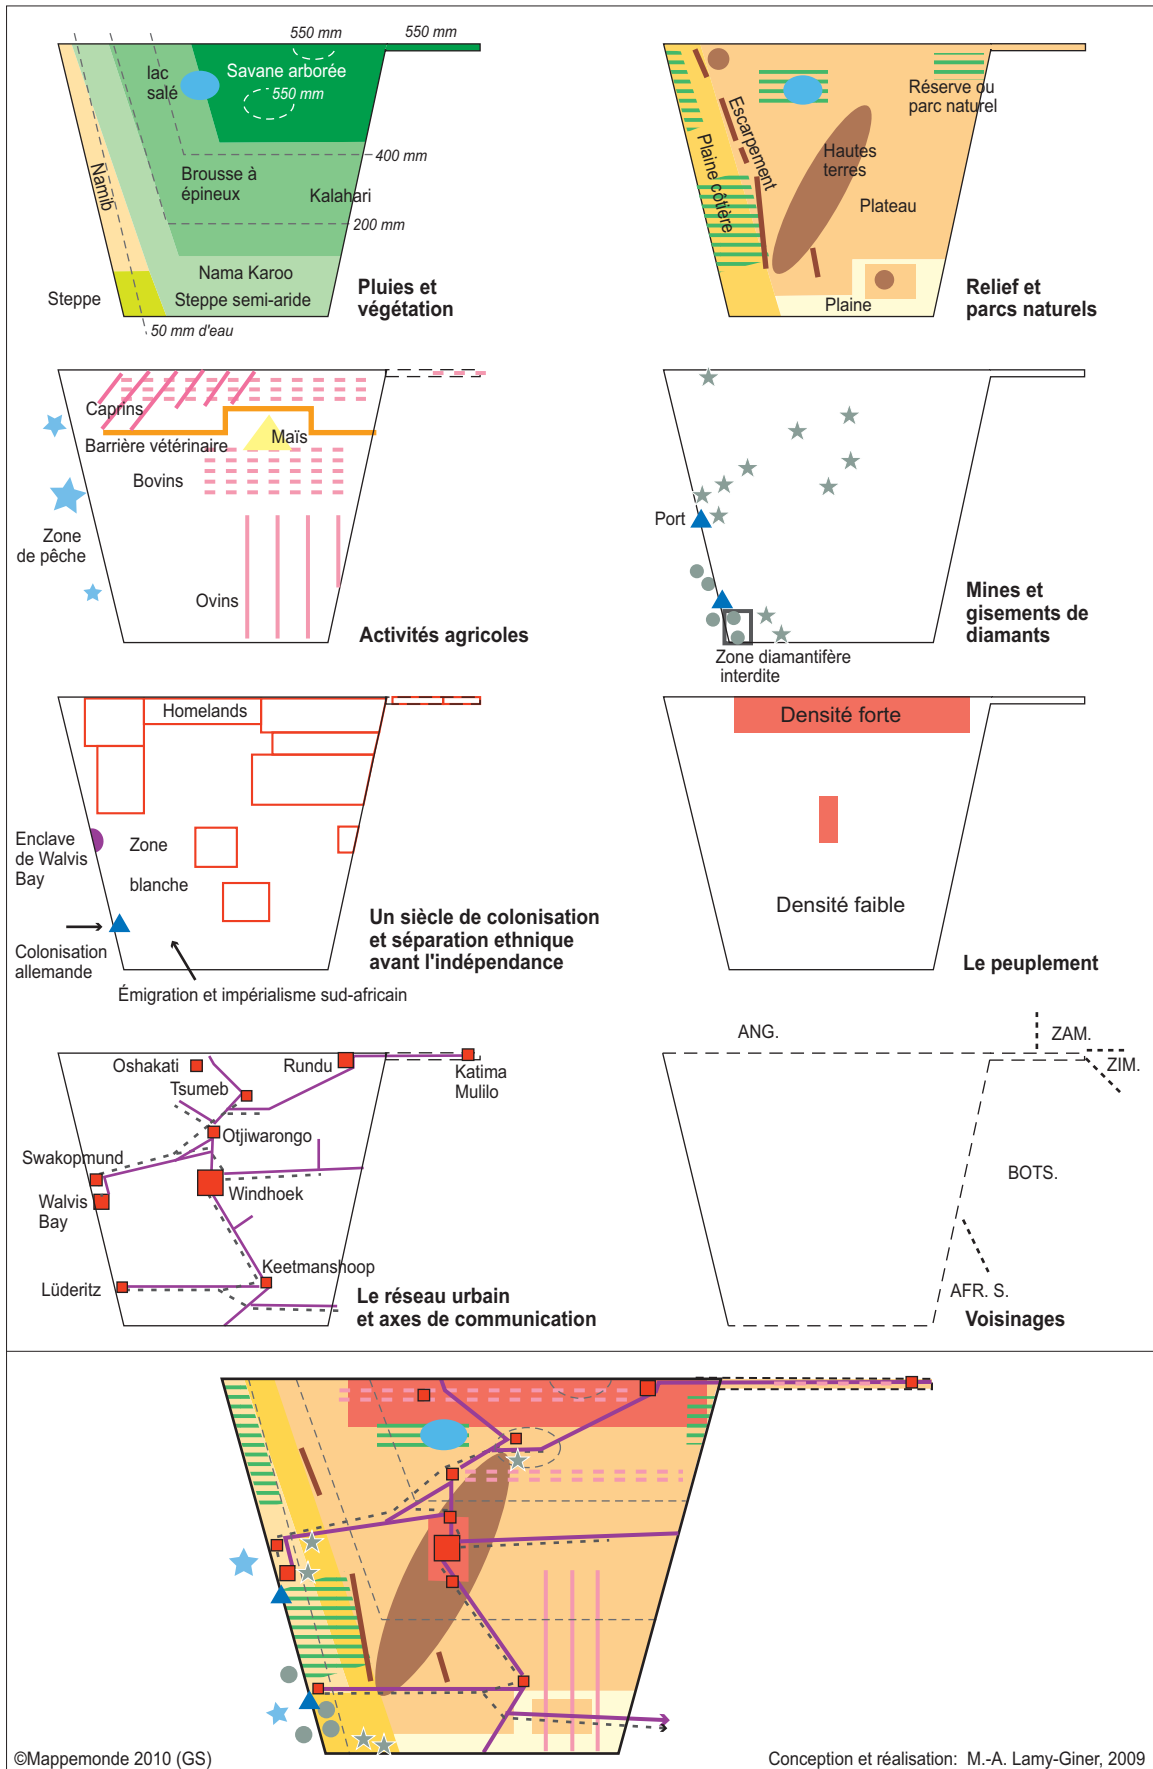 550 mm
550 mm
lac
salé
Savane arborée
550 mm
Namib
400 mm
Brousse à
épineux
Kalahari
200 mm
Nama Karoo
Steppe
Steppe semi-aride
50 mm d'eau
Pluies et
végétation
Réserve ou
parc naturel
Escarpement
Plaine côtière
Hautes
terres
Plateau
Plaine
Relief et
parcs naturels
Caprins
Barrière vétérinaire
Maïs
Bovins
Zone
de pêche
Ovins
Activités agricoles
Port
Zone diamantifère
interdite
Mines et
gisements de
diamants
Homelands
Enclave
de Walvis
Bay
Zone
blanche
Colonisation
allemande
Émigration et impérialisme sud-africain
Un siècle de colonisation
et séparation ethnique
avant l'indépendance
Densité forte
Densité faible
Le peuplement
Oshakati
Rundu
Tsumeb
Katima
Mulilo
Otjiwarongo
Swakopmund
Walvis
Bay
Windhoek
Keetmanshoop
Lüderitz
Le réseau urbain
et axes de communication
ANG.
ZAM.
ZIM.
BOTS.
AFR. S.
Voisinages
©Mappemonde 2010 (GS)
Conception et réalisation: M.-A. Lamy-Giner, 2009